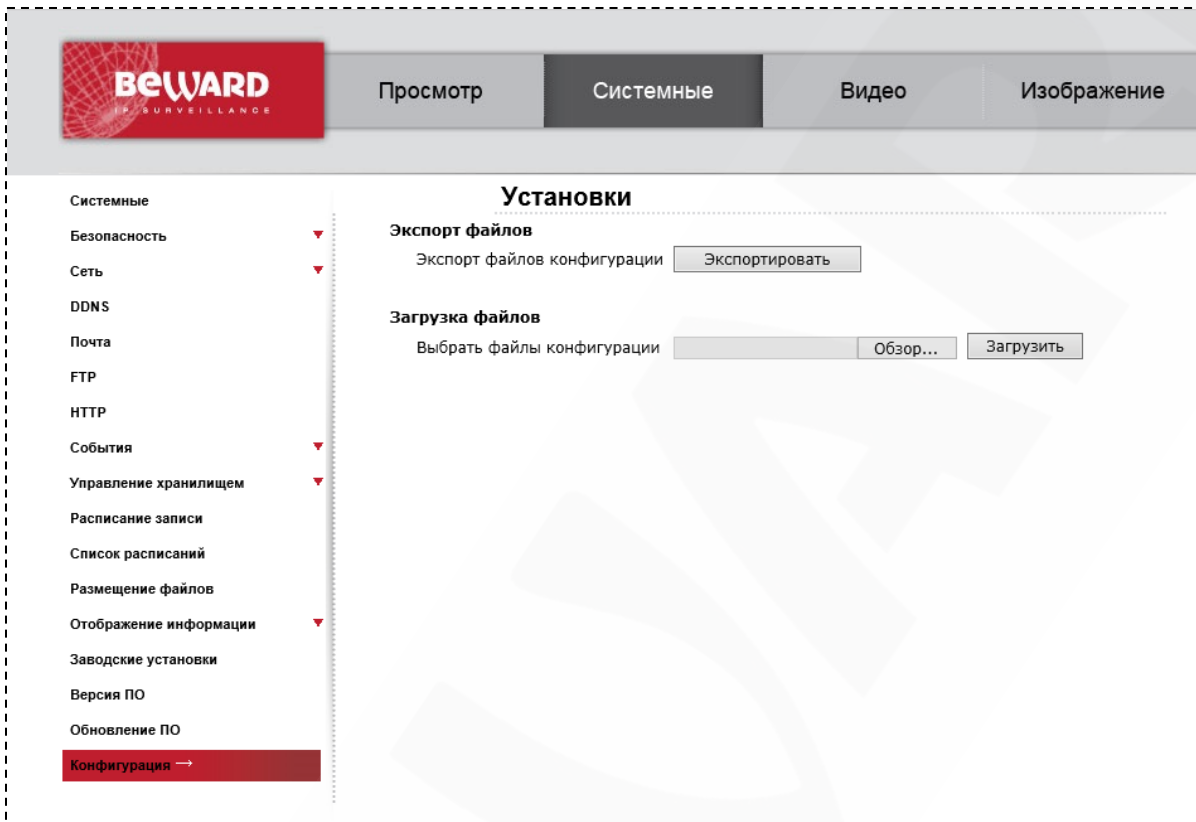 BEWARD
IP SURVEILLANCE
Просмотр Системные Видео Изображение
Системные
Безопасность
Сеть
DDNS
Почта
FTP
HTTP
События
Управление хранилищем
Расписание записи
Список расписаний
Размещение файлов
Отображение информации
Заводские установки
Версия ПО
Обновление ПО
Конфигурация →
Установки
Экспорт файлов
Экспорт файлов конфигурации Экспортировать
Загрузка файлов
Выбрать файлы конфигурации Обзор... Загрузить